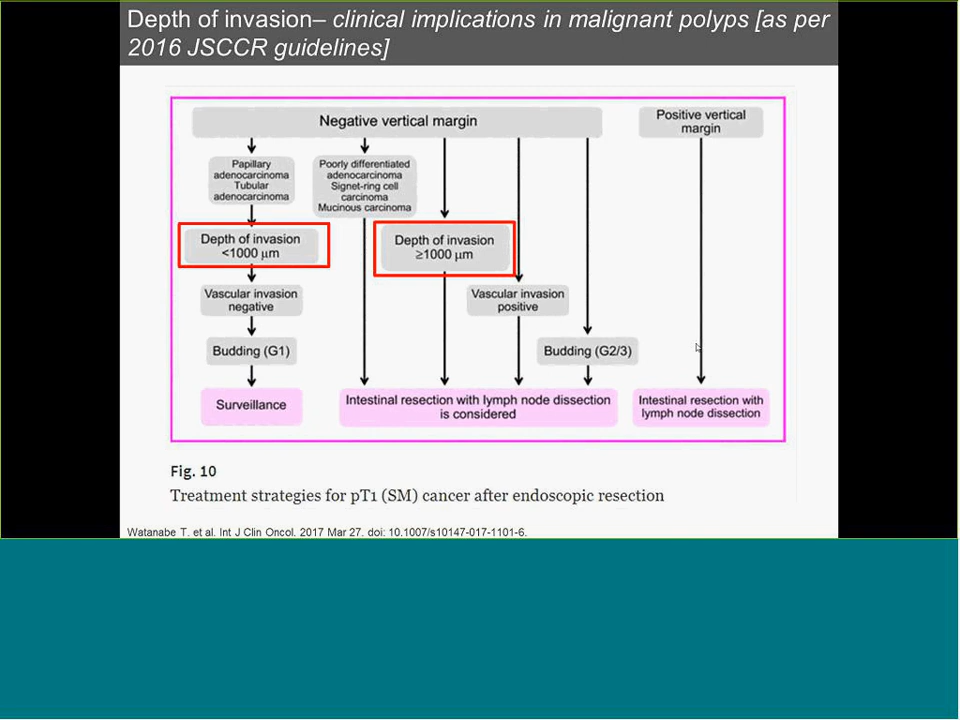 Depth of invasion– clinical implications in malignant polyps [as per
2016 JSCCR guidelines]
Negative vertical margin
Positive vertical
margin
Papillary
adenocarcinoma
Tubular
adenocarcinoma
Poorly differentiated
adenocarcinoma
Signet-ring cell
carcinoma
Mucinous carcinoma
Depth of invasion
<1000 μm
Depth of invasion
≥1000 μm
Vascular invasion
negative
Vascular invasion
positive
Budding (G1)
Budding (G2/3)
Surveillance
Intestinal resection with lymph node dissection
is considered
Intestinal resection with
lymph node dissection
Fig. 10
Treatment strategies for pT1 (SM) cancer after endoscopic resection
Watanabe T. et al. Int J Clin Oncol. 2017 Mar 27. doi: 10.1007/s10147-017-1101-6.